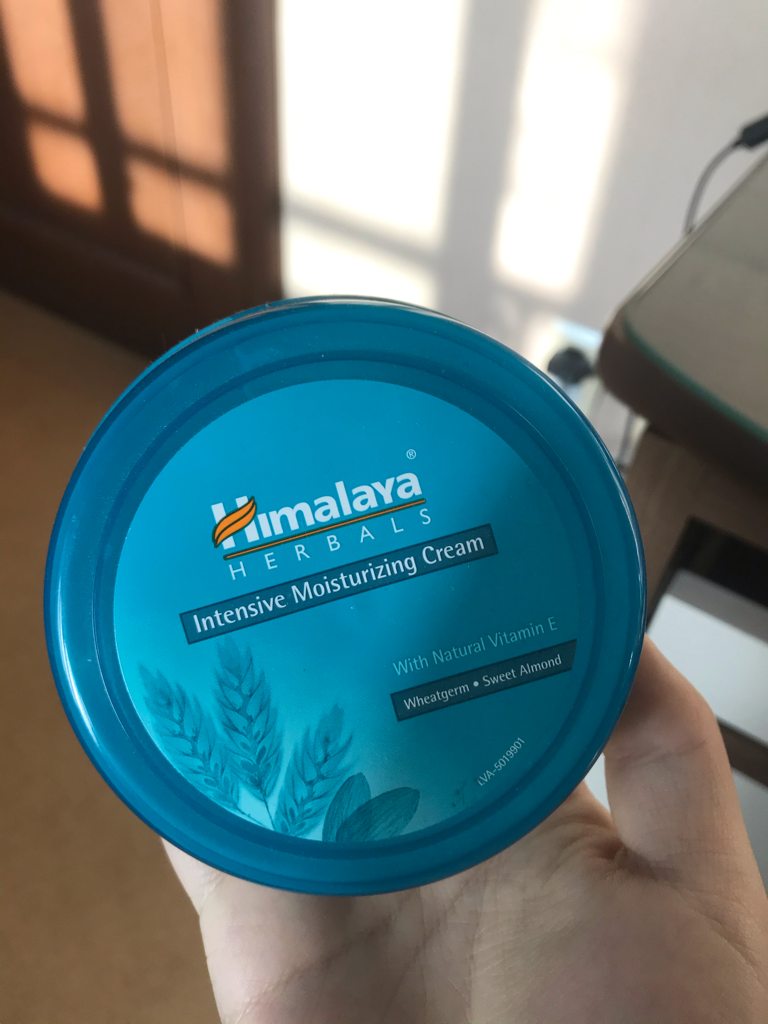 Himalaya®
HERBALS
Intensive Moisturizing Cream
With Natural Vitamin E
Wheatgerm • Sweet Almond
LVA-5019901